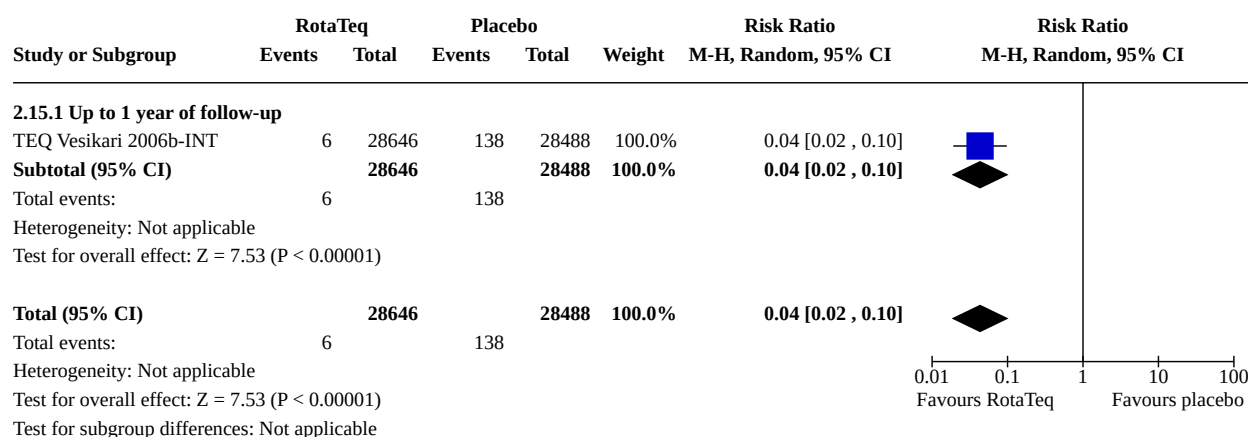 RotaTeq Placebo Risk Ratio Risk Ratio
Study or Subgroup Events Total Events Total Weight M-H, Random, 95% CI M-H, Random, 95% CI
2.15.1 Up to 1 year of follow-up
TEQ Vesikari 2006b-INT 6 28646 138 28488 100.0% 0.04 [0.02 , 0.10]
Subtotal (95% CI) 28646 28488 100.0% 0.04 [0.02 , 0.10]
Total events: 6 138
Heterogeneity: Not applicable
Test for overall effect: Z = 7.53 (P < 0.00001)
Total (95% CI) 28646 28488 100.0% 0.04 [0.02 , 0.10]
Total events: 6 138
Heterogeneity: Not applicable 0.01 0.1 1 10 100
Test for overall effect: Z = 7.53 (P < 0.00001) Favours RotaTeq Favours placebo
Test for subgroup differences: Not applicable